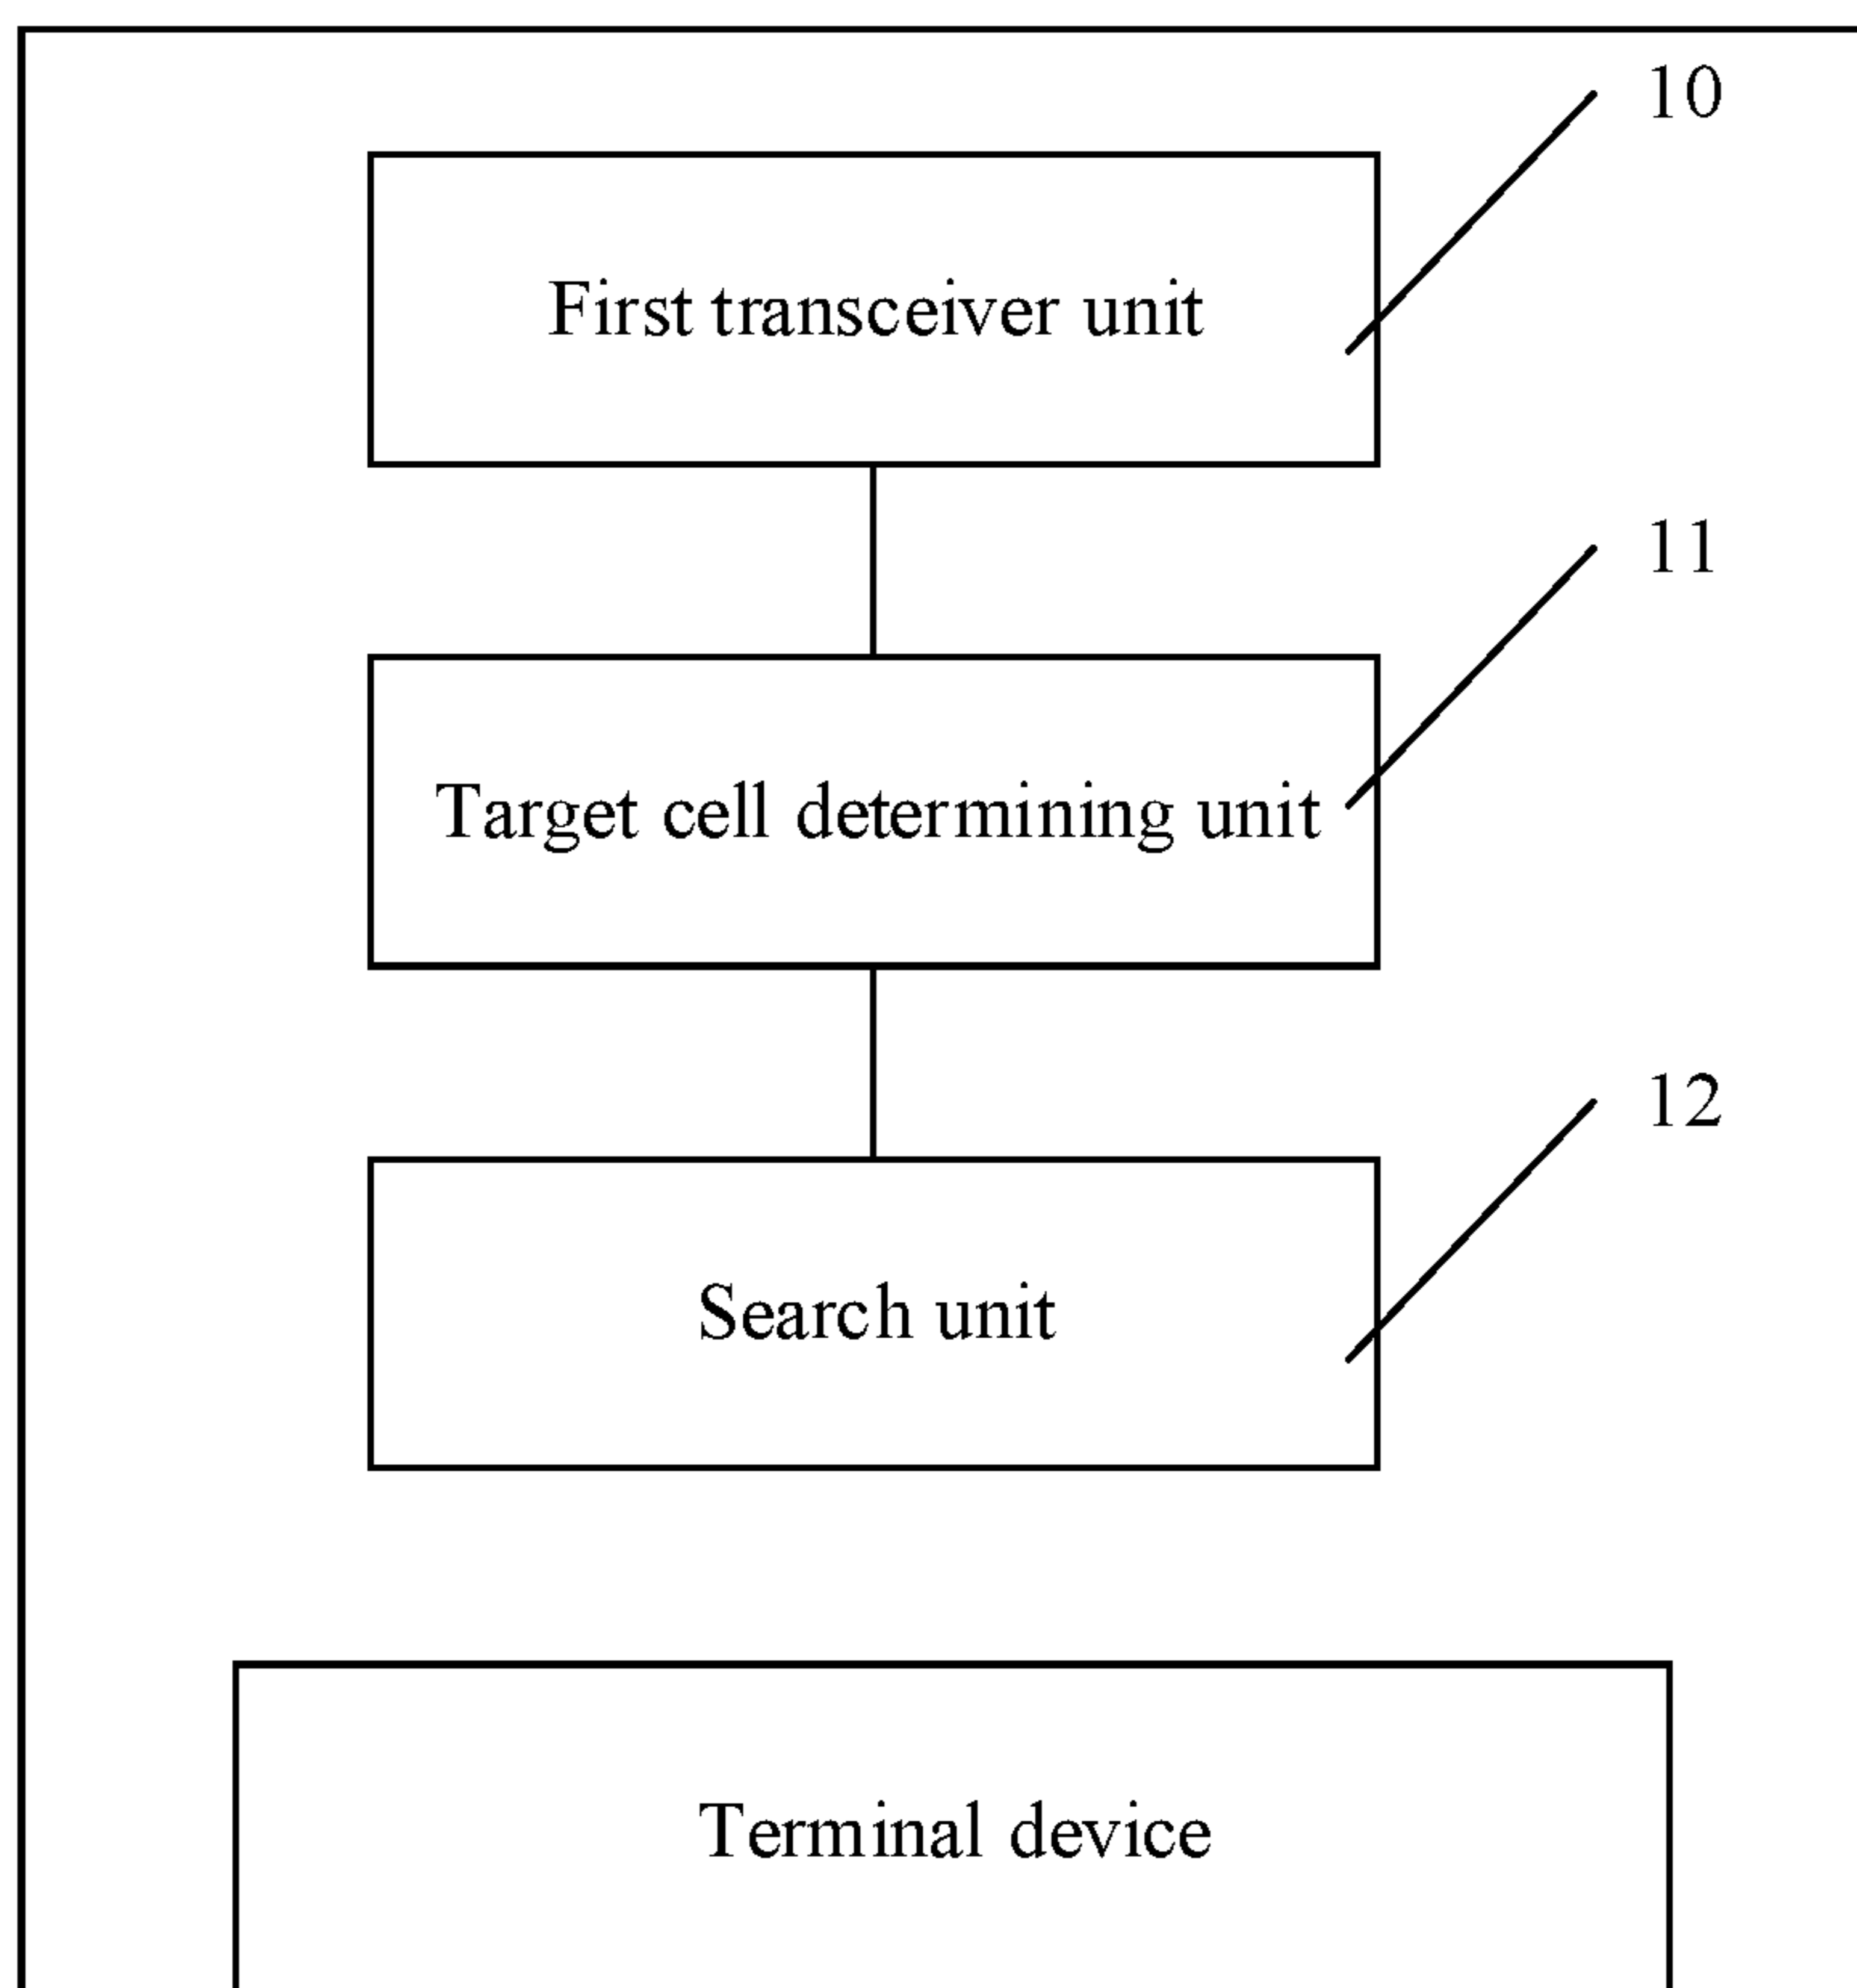 10
First transceiver unit
11
Target cell determining unit
12
Search unit
Terminal device